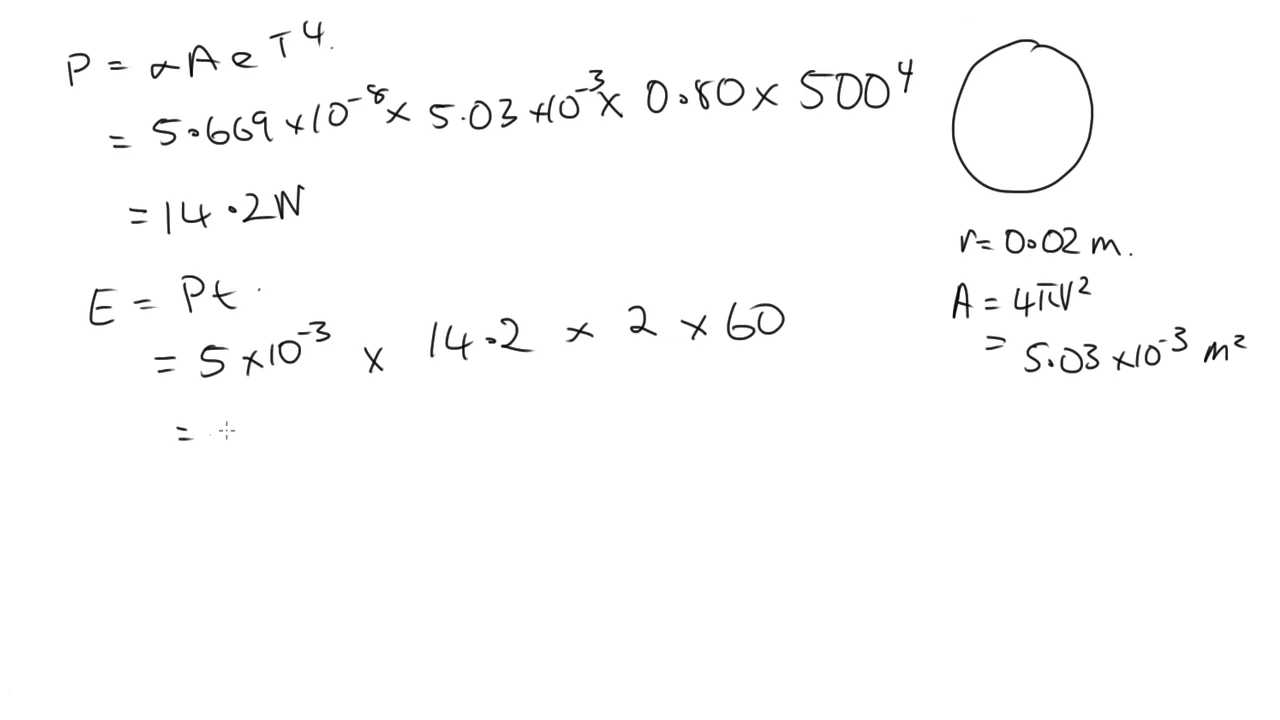 P = αAeT⁴.
= 5.669 × 10⁻⁸ × 5.03 × 10⁻³ × 0.80 × 500⁴
= 14.2W
E = Pt.
= 5 × 10⁻³ × 14.2 × 2 × 60
=
r = 0.02 m.
A = 4πr²
= 5.03 × 10⁻³ m²